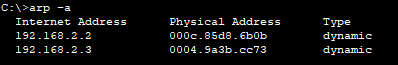 C:\>arp -a
Internet Address Physical Address Type
192.168.2.2 000c.85d8.6b0b dynamic
192.168.2.3 0004.9a3b.cc73 dynamic